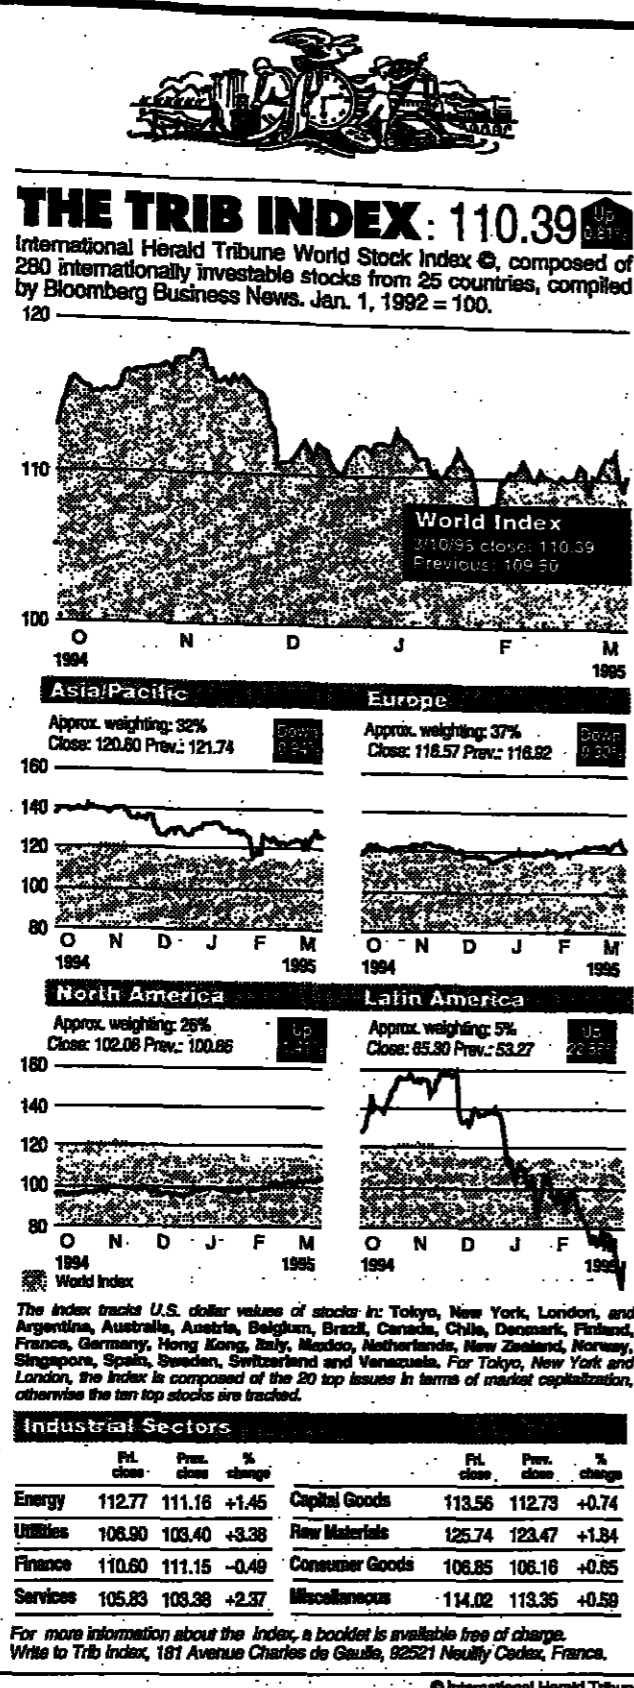 THE TRIB INDEX: 110.39 Up
International Herald Tribune World Stock Index ©, composed of
280 internationally investable stocks from 25 countries, compiled
by Bloomberg Business News. Jan. 1, 1992 = 100.
120
110
100
World Index
3/10/95 close: 110.39
Previous: 109.50
O N D J F M
1994 1995
Asia/Pacific
Approx. weighting: 32%
Close: 120.60 Prev.: 121.74
Down
160
140
120
100
80
O N D J F M
1994 1995
Europe
Approx. weighting: 37%
Close: 116.57 Prev.: 116.92
Down
O N D J F M
1994 1995
North America
Approx. weighting: 26%
Close: 102.06 Prev.: 100.66
Up
160
140
120
100
80
O N D J F M
1994 1995
Latin America
Approx. weighting: 5%
Close: 65.30 Prev.: 53.27
Up
O N D J F
1994 1995
World Index
The index tracks U.S. dollar values of stocks in: Tokyo, New York, London, and
Argentina, Australia, Austria, Belgium, Brazil, Canada, Chile, Denmark, Finland,
France, Germany, Hong Kong, Italy, Mexico, Netherlands, New Zealand, Norway,
Singapore, Spain, Sweden, Switzerland and Venezuela. For Tokyo, New York and
London, the index is composed of the 20 top issues in terms of market capitalization,
otherwise the ten top stocks are tracked.
Industrial Sectors
Fri. close Prev. close % change
Energy 112.77 111.16 +1.45
Utilities 106.90 103.40 +3.38
Finance 110.60 111.15 –0.49
Services 105.83 103.38 +2.37
Fri. close Prev. close % change
Capital Goods 113.56 112.73 +0.74
Raw Materials 125.74 123.47 +1.84
Consumer Goods 106.85 106.16 +0.65
Miscellaneous 114.02 113.35 +0.59
For more information about the Index, a booklet is available free of charge.
Write to Trib Index, 181 Avenue Charles de Gaulle, 92521 Neuilly Cedex, France.
© International Herald Tribune